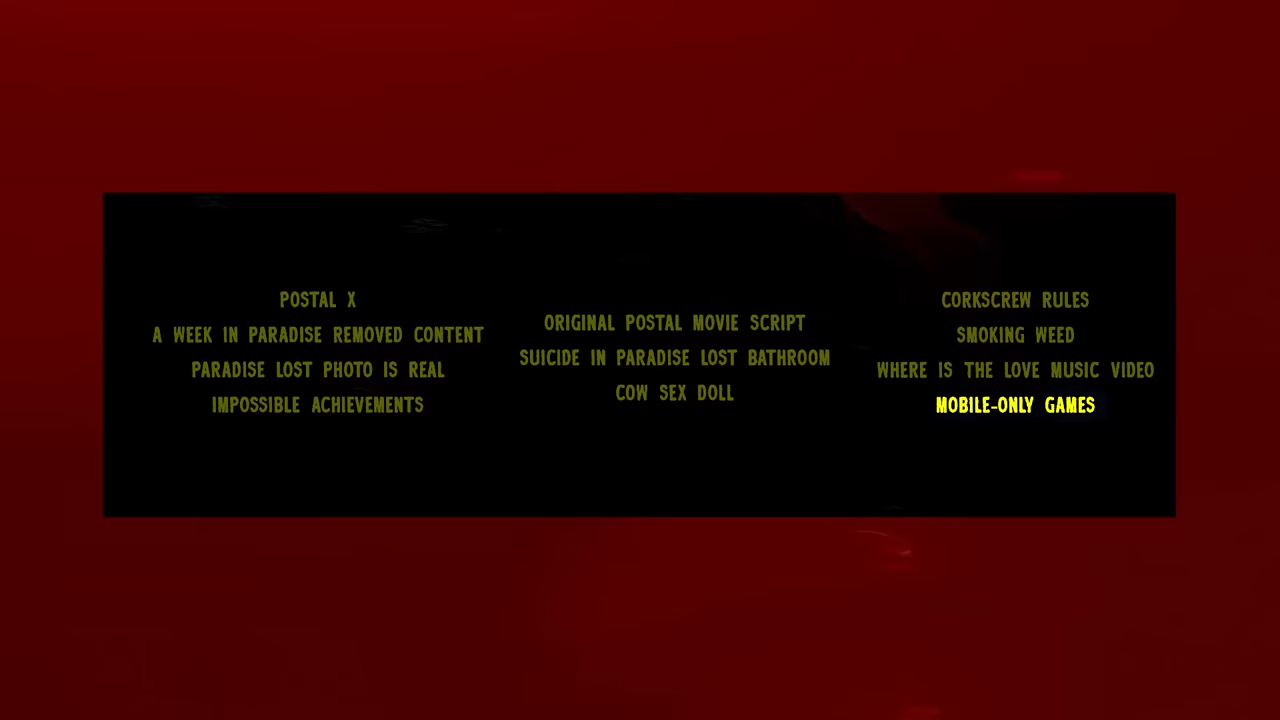 POSTAL X
A WEEK IN PARADISE REMOVED CONTENT
PARADISE LOST PHOTO IS REAL
IMPOSSIBLE ACHIEVEMENTS
ORIGINAL POSTAL MOVIE SCRIPT
SUICIDE IN PARADISE LOST BATHROOM
COW SEX DOLL
CORKSCREW RULES
SMOKING WEED
WHERE IS THE LOVE MUSIC VIDEO
MOBILE-ONLY GAMES